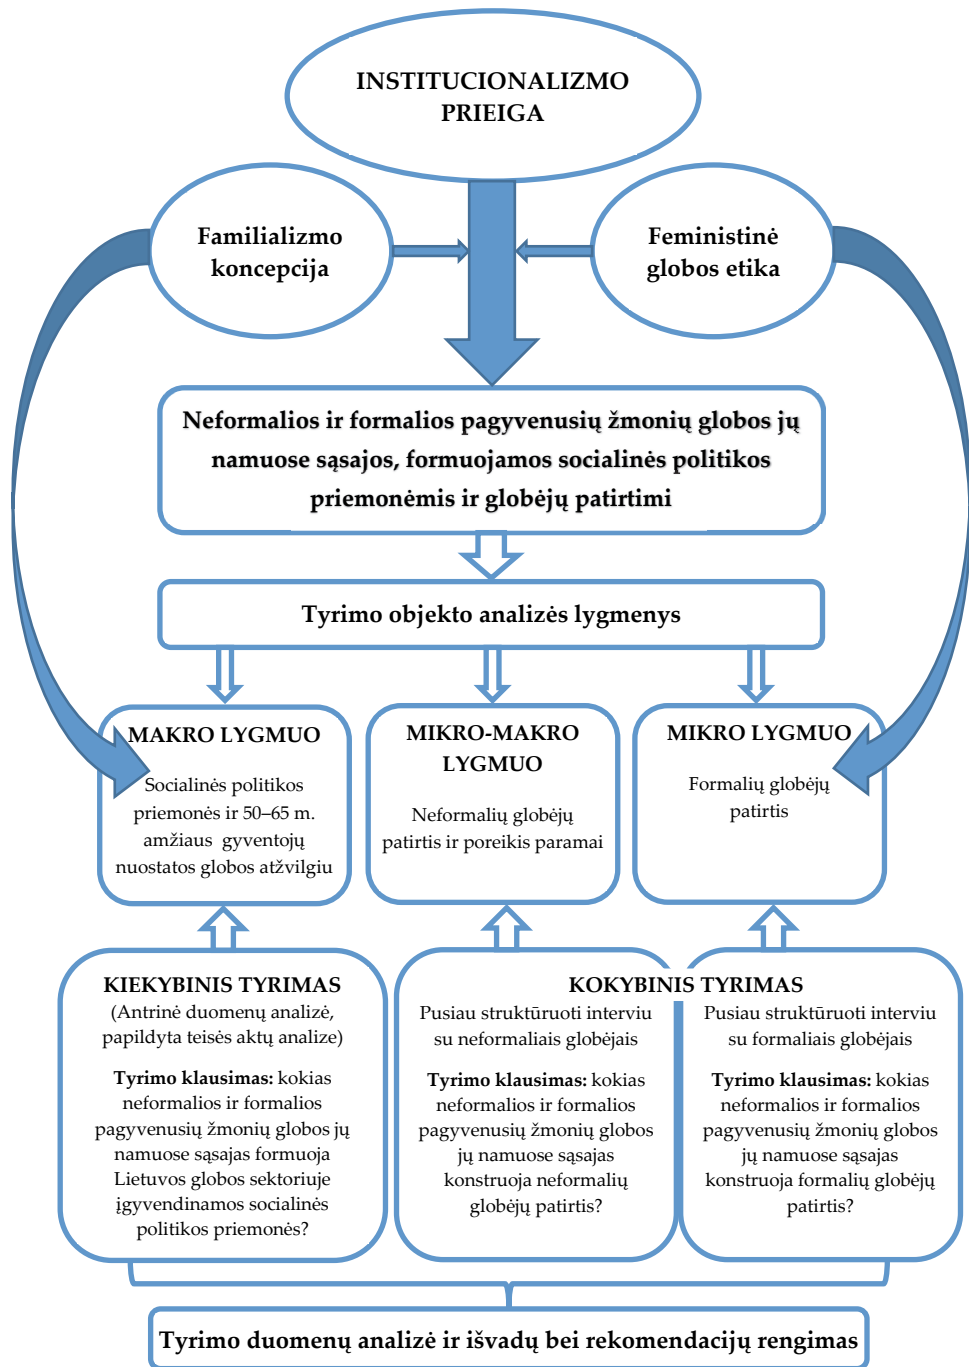 INSTITUCIONALIZMO
PRIEIGA
Familializmo
koncepcija
Feministinė
globos etika
Neformalios ir formalios pagyvenusių žmonių globos jų
namuose sąsajos, formuojamos socialinės politikos
priemonėmis ir globėjų patirtimi
Tyrimo objekto analizės lygmenys
MAKRO LYGMUO
Socialinės politikos
priemonės ir 50–65 m.
amžiaus gyventojų
nuostatos globos atžvilgiu
MIKRO-MAKRO
LYGMUO
Neformalių globėjų
patirtis ir poreikis paramai
MIKRO LYGMUO
Formalių globėjų
patirtis
KIEKYBINIS TYRIMAS
(Antrinė duomenų analizė,
papildyta teisės aktų analize)
Tyrimo klausimas: kokias
neformalios ir formalios
pagyvenusių žmonių globos jų
namuose sąsajas formuoja
Lietuvos globos sektoriuje
įgyvendinamos socialinės
politikos priemonės?
KOKYBINIS TYRIMAS
Pusiau struktūruoti interviu
su neformaliais globėjais
Tyrimo klausimas: kokias
neformalios ir formalios
pagyvenusių žmonių globos
jų namuose sąsajas
konstruoja neformalių
globėjų patirtis?
Pusiau struktūruoti interviu
su formaliais globėjais
Tyrimo klausimas: kokias
neformalios ir formalios
pagyvenusių žmonių globos
jų namuose sąsajas
konstruoja formalių globėjų
patirtis?
Tyrimo duomenų analizė ir išvadų bei rekomendacijų rengimas